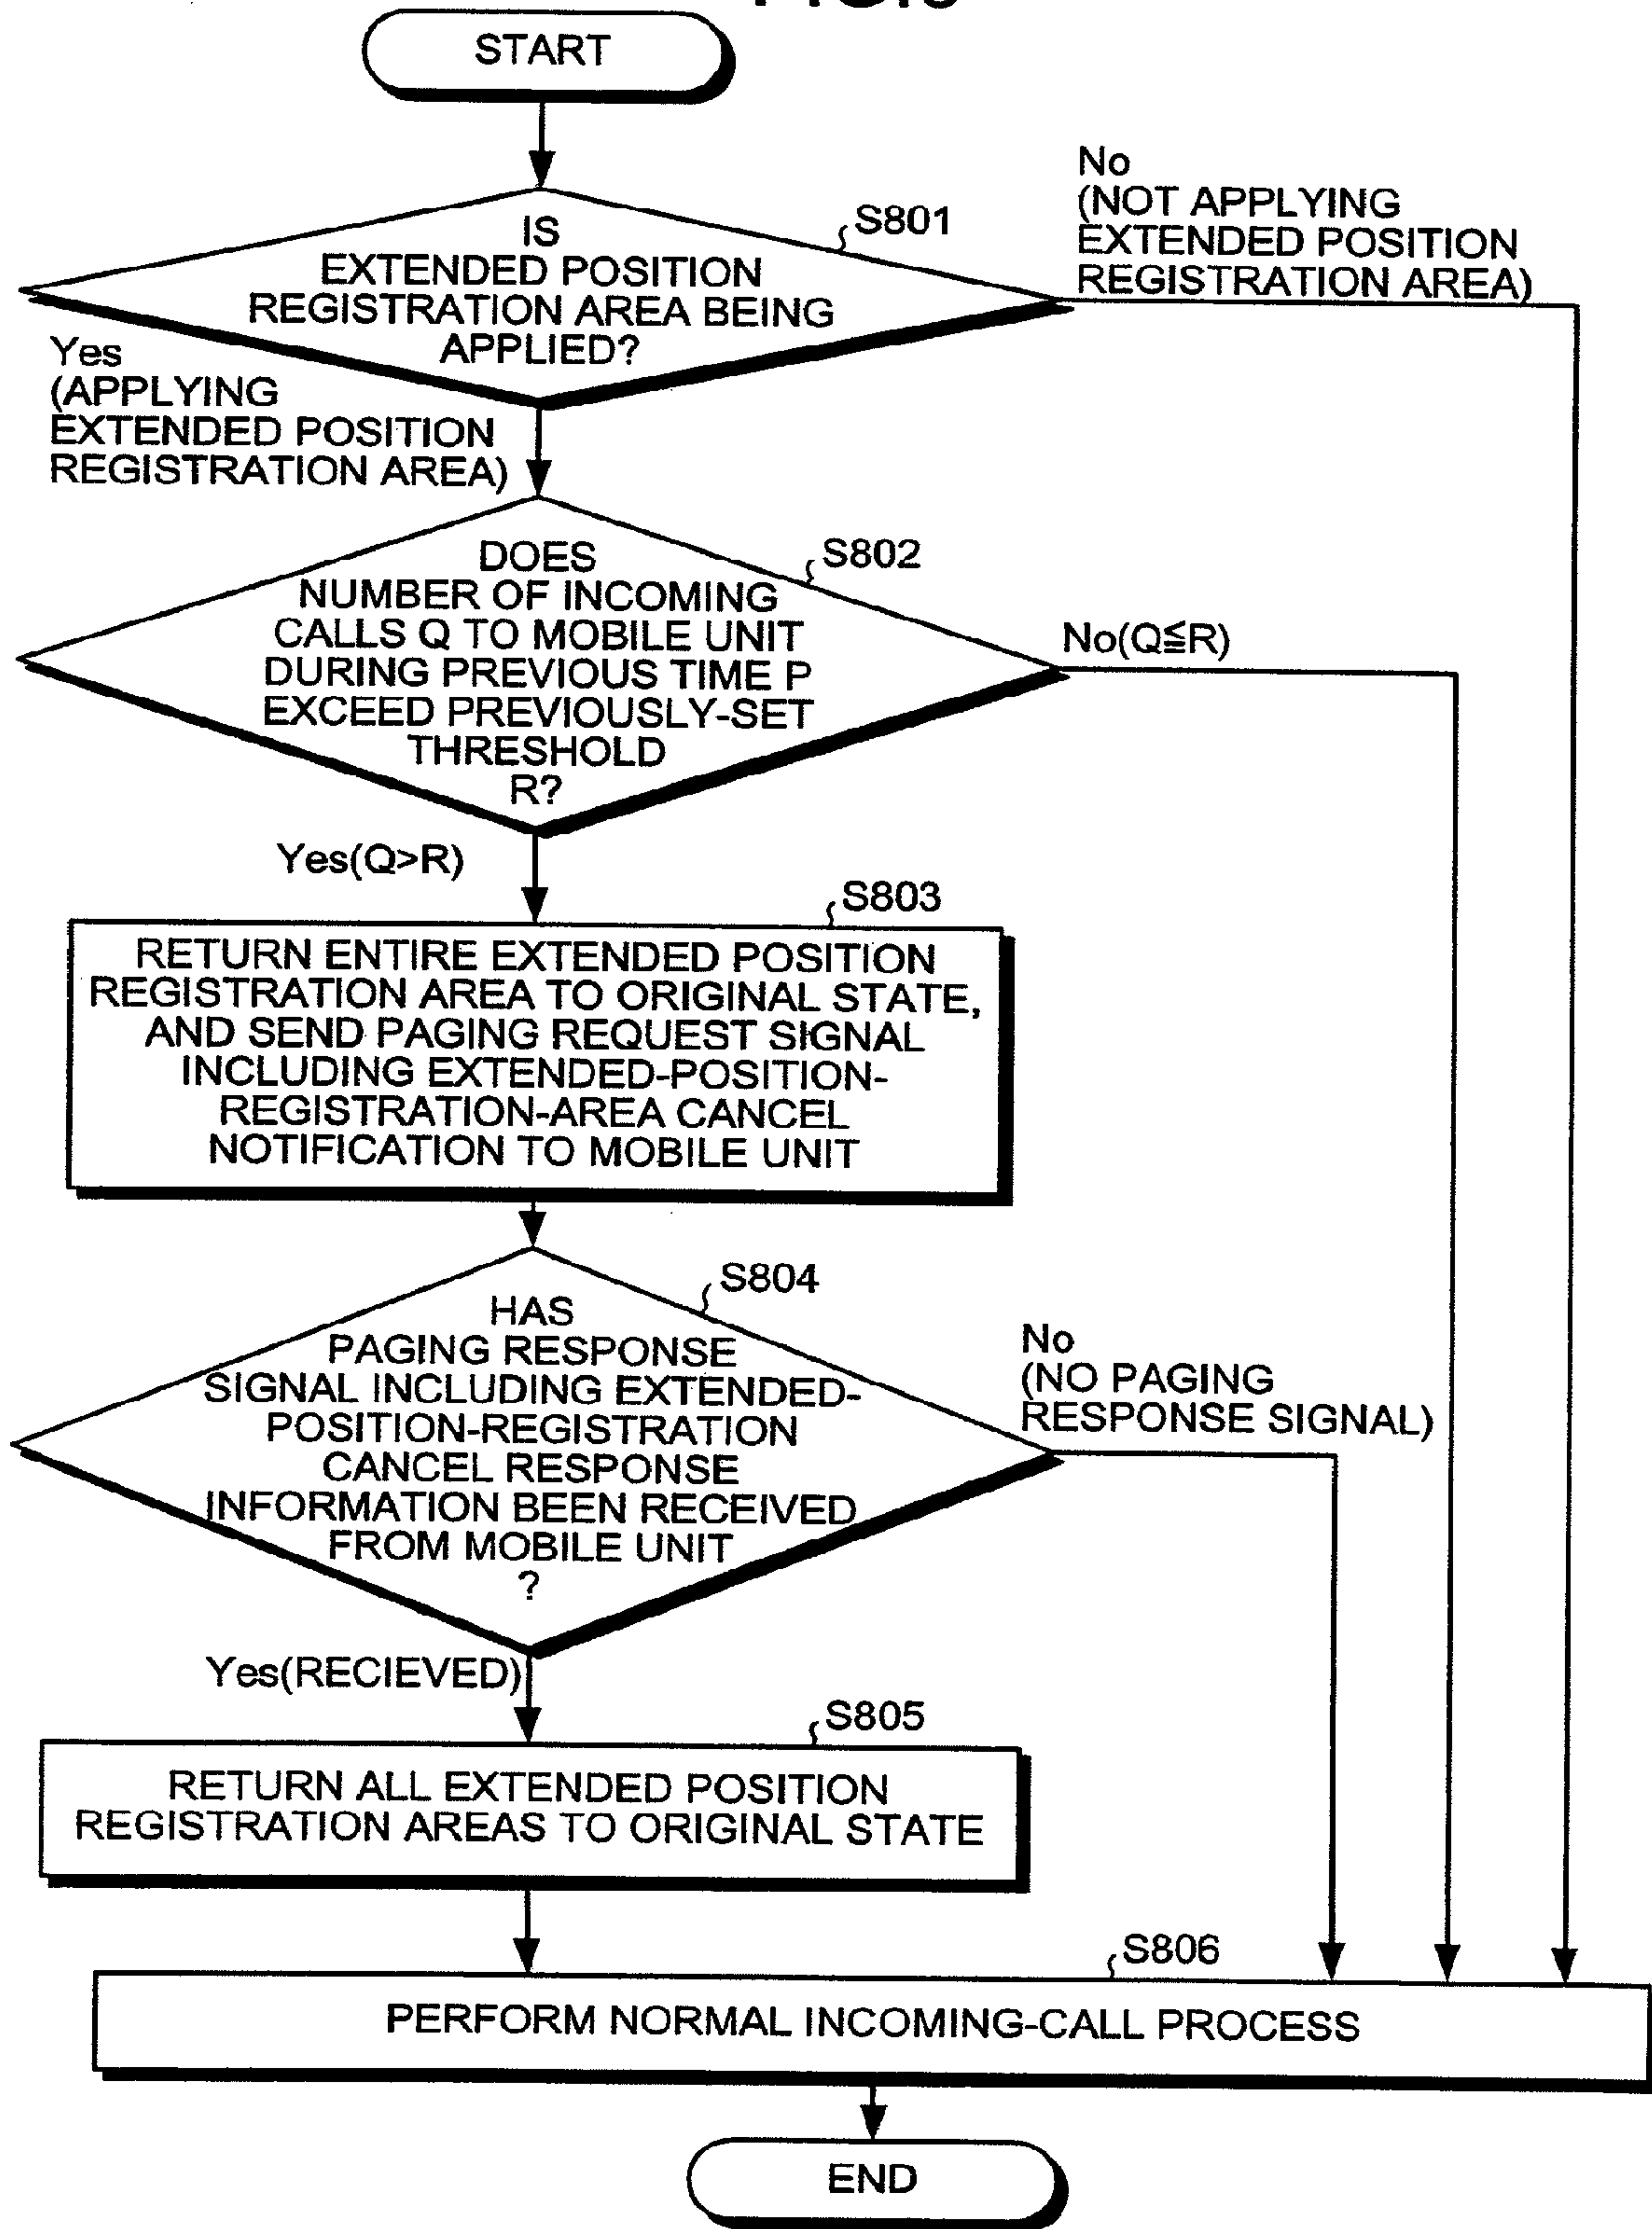 START
IS
EXTENDED POSITION
REGISTRATION AREA BEING
APPLIED?
S801
No
(NOT APPLYING
EXTENDED POSITION
REGISTRATION AREA)
Yes
(APPLYING
EXTENDED POSITION
REGISTRATION AREA)
DOES
NUMBER OF INCOMING
CALLS Q TO MOBILE UNIT
DURING PREVIOUS TIME P
EXCEED PREVIOUSLY-SET
THRESHOLD
R?
S802
No(Q≦R)
Yes(Q>R)
S803
RETURN ENTIRE EXTENDED POSITION
REGISTRATION AREA TO ORIGINAL STATE,
AND SEND PAGING REQUEST SIGNAL
INCLUDING EXTENDED-POSITION-
REGISTRATION-AREA CANCEL
NOTIFICATION TO MOBILE UNIT
S804
HAS
PAGING RESPONSE
SIGNAL INCLUDING EXTENDED-
POSITION-REGISTRATION
CANCEL RESPONSE
INFORMATION BEEN RECEIVED
FROM MOBILE UNIT
?
No
(NO PAGING
RESPONSE SIGNAL)
Yes(RECIEVED)
S805
RETURN ALL EXTENDED POSITION
REGISTRATION AREAS TO ORIGINAL STATE
S806
PERFORM NORMAL INCOMING-CALL PROCESS
END